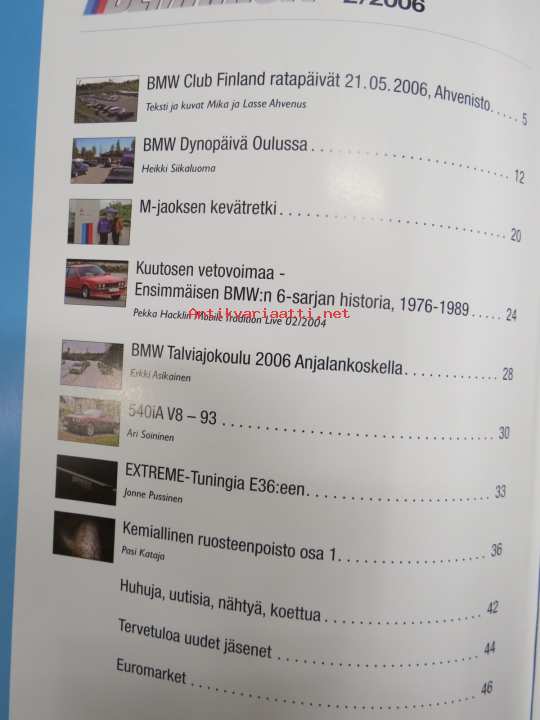 2/2006
BMW Club Finland ratapäivät 21.05.2006, Ahvenisto..... 5
Teksti ja kuvat Mika ja Lasse Ahvenus
BMW Dynopäivä Oulussa ........................ 12
Heikki Siikaluoma
M-jaoksen kevätretki ........................ 20
Kuutosen vetovoimaa -
Ensimmäisen BMW:n 6-sarjan historia, 1976-1989 ..... 24
Antikvariaatti.net
Pekka Hacklin Mobile Tradition Live 02/2004
BMW Talviajokoulu 2006 Anjalankoskella ............ 28
Erkki Asikainen
540iA V8 – 93 .............................. 30
Ari Soininen
EXTREME-Tuningia E36:een ..................... 33
Jonne Pussinen
Kemiallinen ruosteenpoisto osa 1 ................. 36
Pasi Kataja
Huhuja, uutisia, nähtyä, koettua ................. 42
Tervetuloa uudet jäsenet ...................... 44
Euromarket ............................... 46